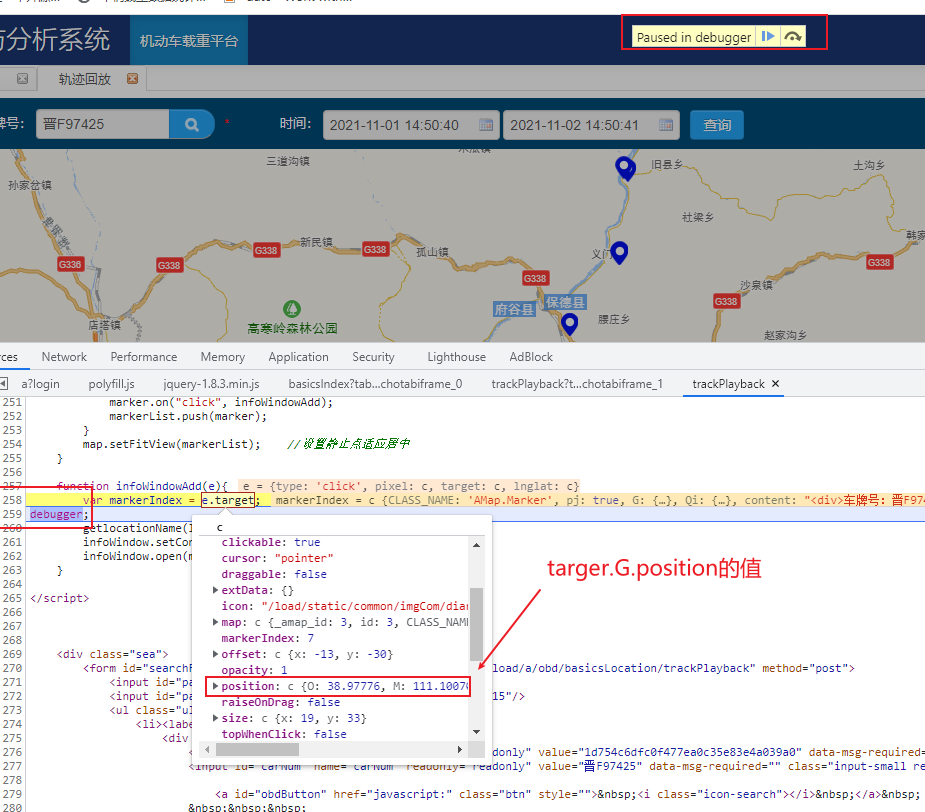 分析系统
机动车载重平台
Paused in debugger
轨迹回放
牌号:
晋F97425
*
时间:
2021-11-01 14:50:40
2021-11-02 14:50:41
查询
三道沟镇
旧县乡
土沟乡
孙家岔镇
社梁乡
韩家
新民镇
G338
G338
孤山镇
义门
G336
G338
G338
G338
沙泉镇
G338
府谷县
保德县
腰庄乡
店塔镇
高寒岭森林公园
赵家沟乡
rces Network Performance Memory Application Security Lighthouse AdBlock
a?login polyfill.js jquery-1.8.3.min.js basicsIndex?tab...chotabiframe_0 trackPlayback?t...chotabiframe_1 trackPlayback ×
251 marker.on("click", infoWindowAdd);
252 markerList.push(marker);
253 }
254 map.setFitView(markerList); //设置静止点适应居中
255 }
256
257 function infoWindowAdd(e){ e = {type: 'click', pixel: c, target: c, lnglat: c}
258 var markerIndex = e.target; markerIndex = c {CLASS_NAME: 'AMap.Marker', pj: true, G: {…}, Qi: {…}, content: "<div>车牌号: 晋F974
259 debugger;
260 getlocationName(
261 infoWindow.setCon
262 infoWindow.open(m
263 }
264
265 </script>
266
267
268
269 <div class="sea">
270 <form id="searchF load/a/obd/basicsLocation/trackPlayback" method="post">
271 <input id="pa
272 <input id="pa 15"/>
273 <ul class="ul
274 <li><labe
275 <div
276 donly" value="1d754c6dfc0f477ea0c35e83e4a039a0" data-msg-required=
277 <input id="carNum" name="carNum" readonly="readonly" value="晋F97425" data-msg-required="" class="input-small re
278
279 <a id="obdButton" href="javascript:" class="btn" style="">&nbsp;<i class="icon-search"></i>&nbsp;</a>&nbsp;
280 &nbsp;&nbsp;&nbsp;
c
clickable: true
cursor: "pointer"
draggable: false
extData: {}
icon: "/load/static/common/imgCom/dian
map: c {_amap_id: 3, id: 3, CLASS_NAM
markerIndex: 7
offset: c {x: -13, y: -30}
opacity: 1
position: c {O: 38.97776, M: 111.10070
raiseOnDrag: false
size: c {x: 19, y: 33}
topWhenClick: false
targer.G.position的值